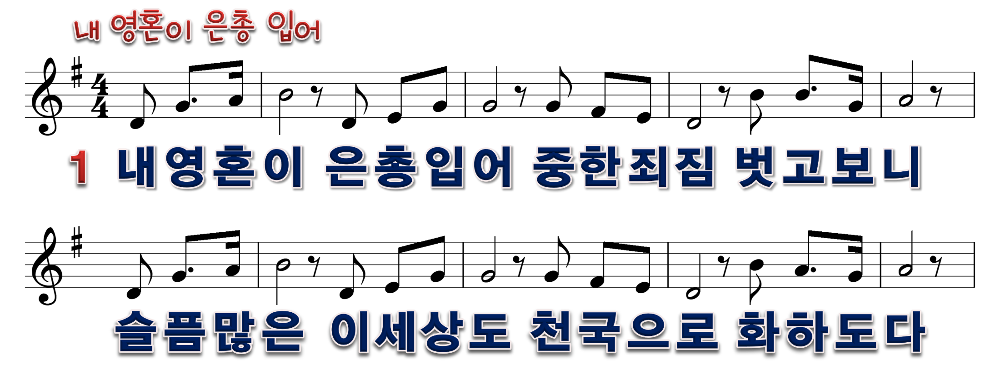 내 영혼이 은총 입어
4
4
1 내영혼이 은총입어 중한죄짐 벗고보니
슬픔많은 이세상도 천국으로 화하도다